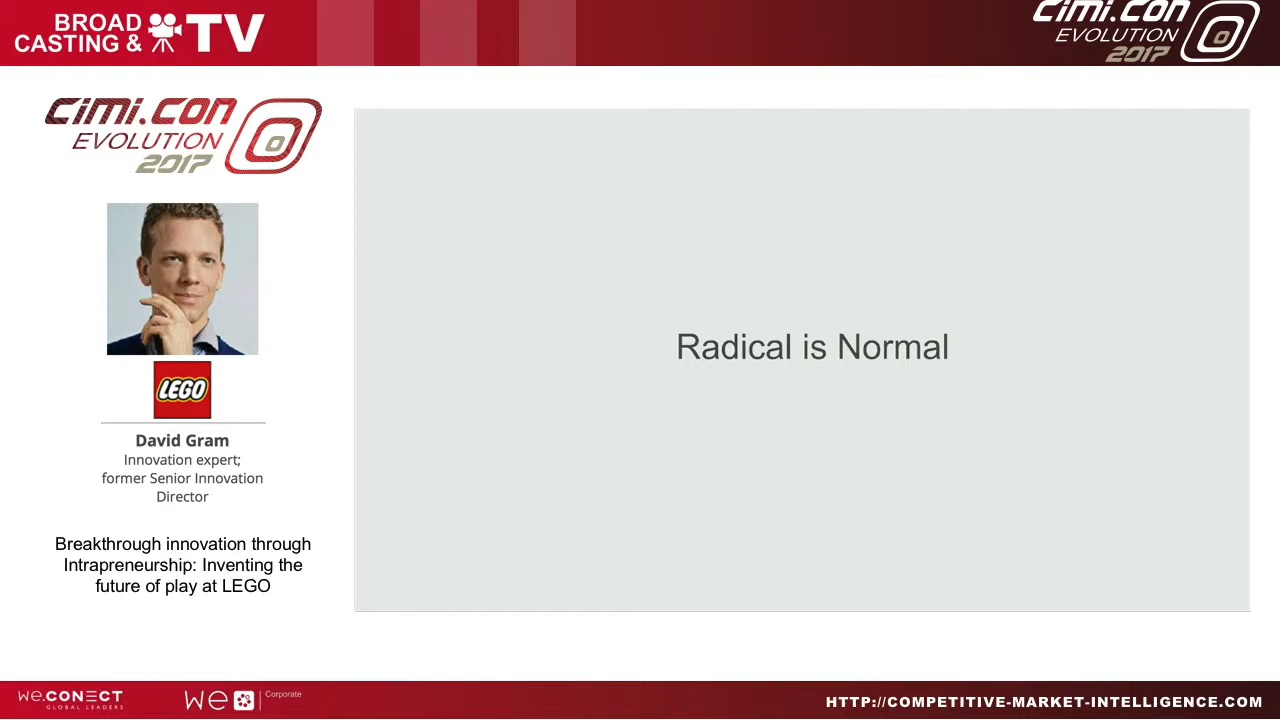 BROAD
CASTING & TV
cimi.con
EVOLUTION
2017
cimi.con
EVOLUTION
2017
LEGO
David Gram
Innovation expert;
former Senior Innovation
Director
Breakthrough innovation through
Intrapreneurship: Inventing the
future of play at LEGO
Radical is Normal
we.CONECT
GLOBAL LEADERS
we
Corporate
HTTP://COMPETITIVE-MARKET-INTELLIGENCE.COM